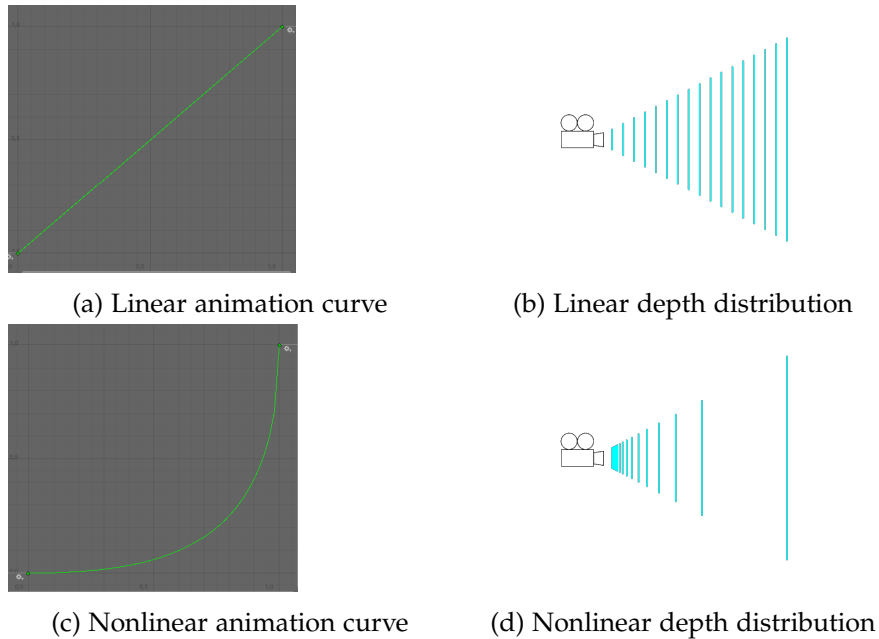 (a) Linear animation curve
(b) Linear depth distribution
(c) Nonlinear animation curve
(d) Nonlinear depth distribution